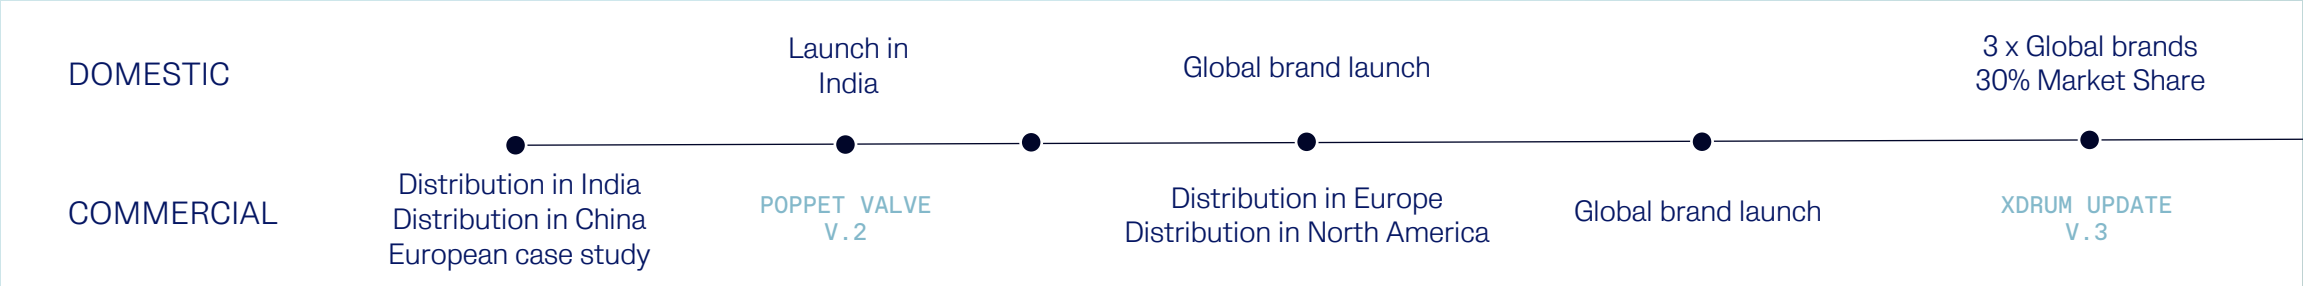 DOMESTIC
Launch in
India
Global brand launch
3 x Global brands
30% Market Share
COMMERCIAL
Distribution in India
Distribution in China
European case study
POPPET VALVE
V.2
Distribution in Europe
Distribution in North America
Global brand launch
XDRUM UPDATE
V.3